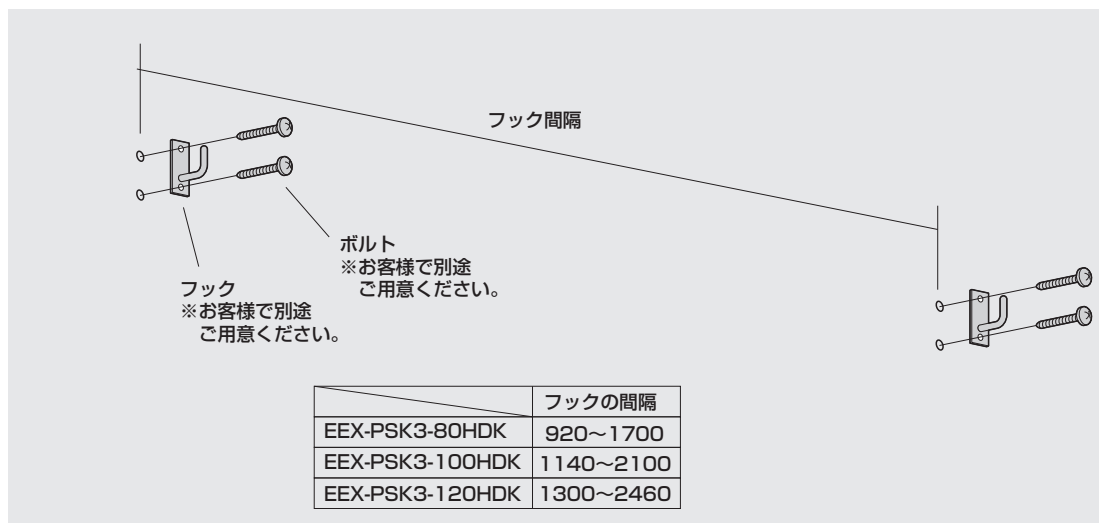 フック間隔
ボルト
※お客様で別途
ご用意ください。
フック
※お客様で別途
ご用意ください。
フックの間隔
EEX-PSK3-80HDK 920～1700
EEX-PSK3-100HDK 1140～2100
EEX-PSK3-120HDK 1300～2460